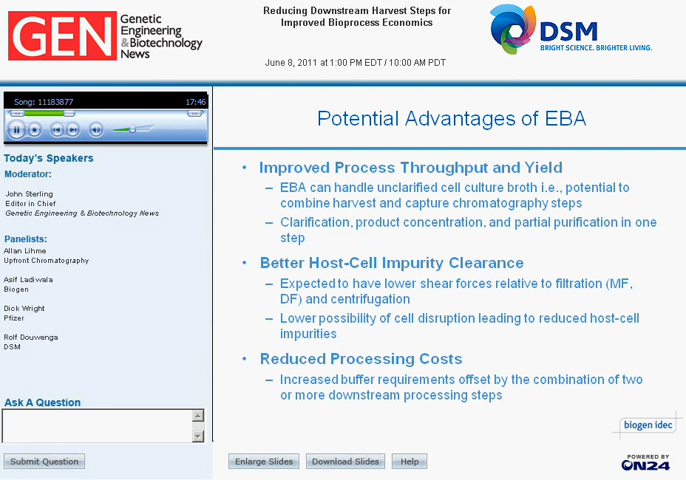 GEN Genetic
Engineering
&Biotechnology
News
Reducing Downstream Harvest Steps for
Improved Bioprocess Economics
June 8, 2011 at 1:00 PM EDT / 10:00 AM PDT
DSM
BRIGHT SCIENCE. BRIGHTER LIVING.
Song: 11183877 17:46
Today's Speakers
Moderator:
John Sterling
Editor in Chief
Genetic Engineering & Biotechnology News
Panelists:
Allan Lihme
Upfront Chromatography
Asif Ladiwala
Biogen
Dick Wright
Pfizer
Rolf Douwenga
DSM
Ask A Question
Submit Question
Potential Advantages of EBA
• Improved Process Throughput and Yield
– EBA can handle unclarified cell culture broth i.e., potential to
combine harvest and capture chromatography steps
– Clarification, product concentration, and partial purification in one
step
• Better Host-Cell Impurity Clearance
– Expected to have lower shear forces relative to filtration (MF,
DF) and centrifugation
– Lower possibility of cell disruption leading to reduced host-cell
impurities
• Reduced Processing Costs
– Increased buffer requirements offset by the combination of two
or more downstream processing steps
biogen idec
Enlarge Slides Download Slides Help
POWERED BY
ON24